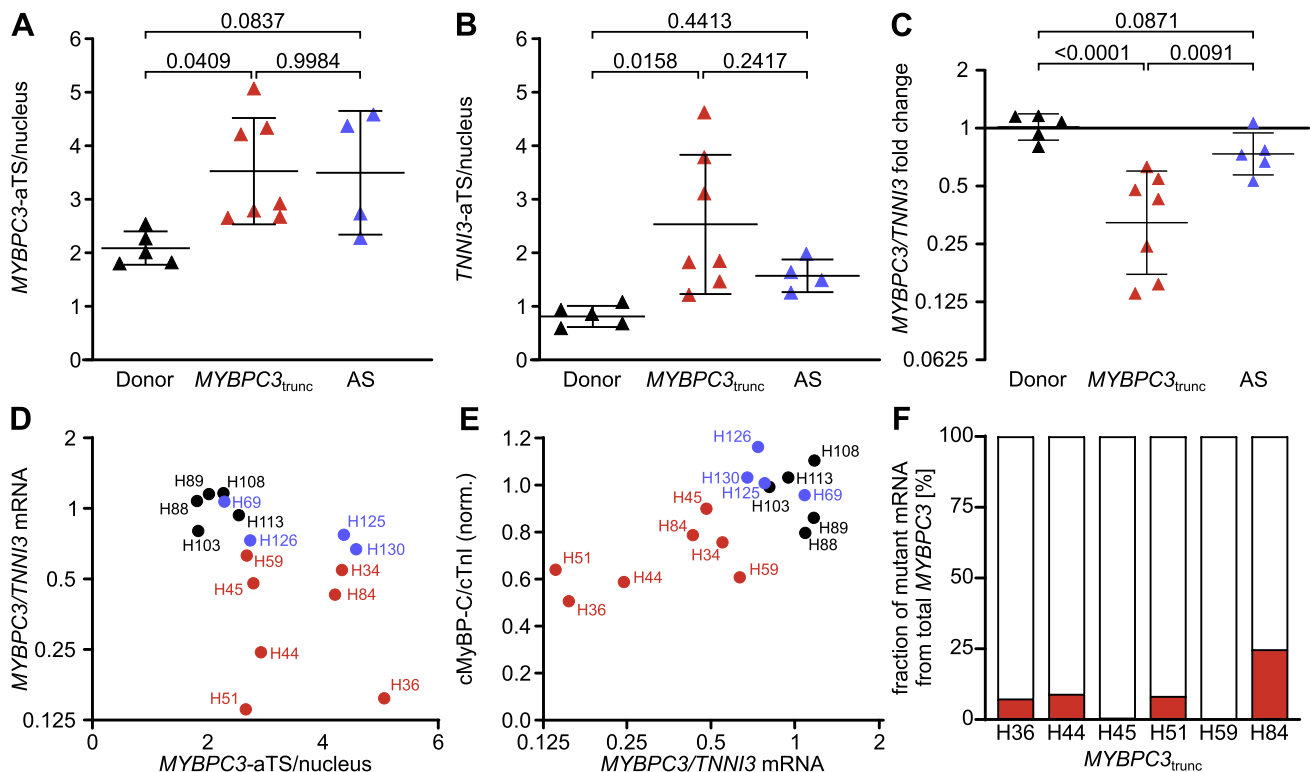 A
0.0837
0.0409
0.9984
MYBPC3-aTS/nucleus
6
5
4
3
2
1
0
Donor
MYBPC3trunc
AS
B
0.4413
0.0158
0.2417
TNNI3-aTS/nucleus
6
5
4
3
2
1
0
Donor
MYBPC3trunc
AS
C
0.0871
<0.0001
0.0091
MYBPC3/TNNI3 fold change
2
1
0.5
0.25
0.125
0.0625
Donor
MYBPC3trunc
AS
D
MYBPC3/TNNI3 mRNA
2
1
0.5
0.25
0.125
H89
H108
H88
H69
H113
H103
H126
H125
H130
H59
H45
H34
H84
H44
H51
H36
0
2
4
6
MYBPC3-aTS/nucleus
E
cMyBP-C/cTnI (norm.)
1.2
1.0
0.8
0.6
0.4
0.2
0.0
H126
H108
H130
H113
H125
H103
H69
H45
H84
H89
H34
H88
H51
H44
H59
H36
0.125
0.25
0.5
1
2
MYBPC3/TNNI3 mRNA
F
fraction of mutant mRNA
from total MYBPC3 [%]
100
75
50
25
0
H36
H44
H45
H51
H59
H84
MYBPC3trunc